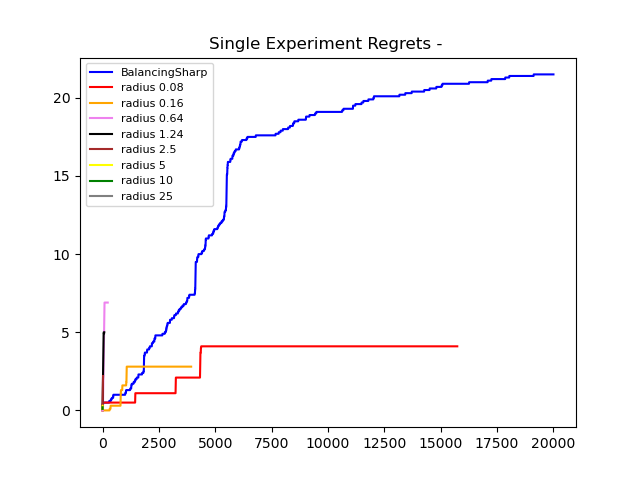 Single Experiment Regrets -
BalancingSharp
radius 0.08
radius 0.16
radius 0.64
radius 1.24
radius 2.5
radius 5
radius 10
radius 25
20
15
10
5
0
0 2500 5000 7500 10000 12500 15000 17500 20000